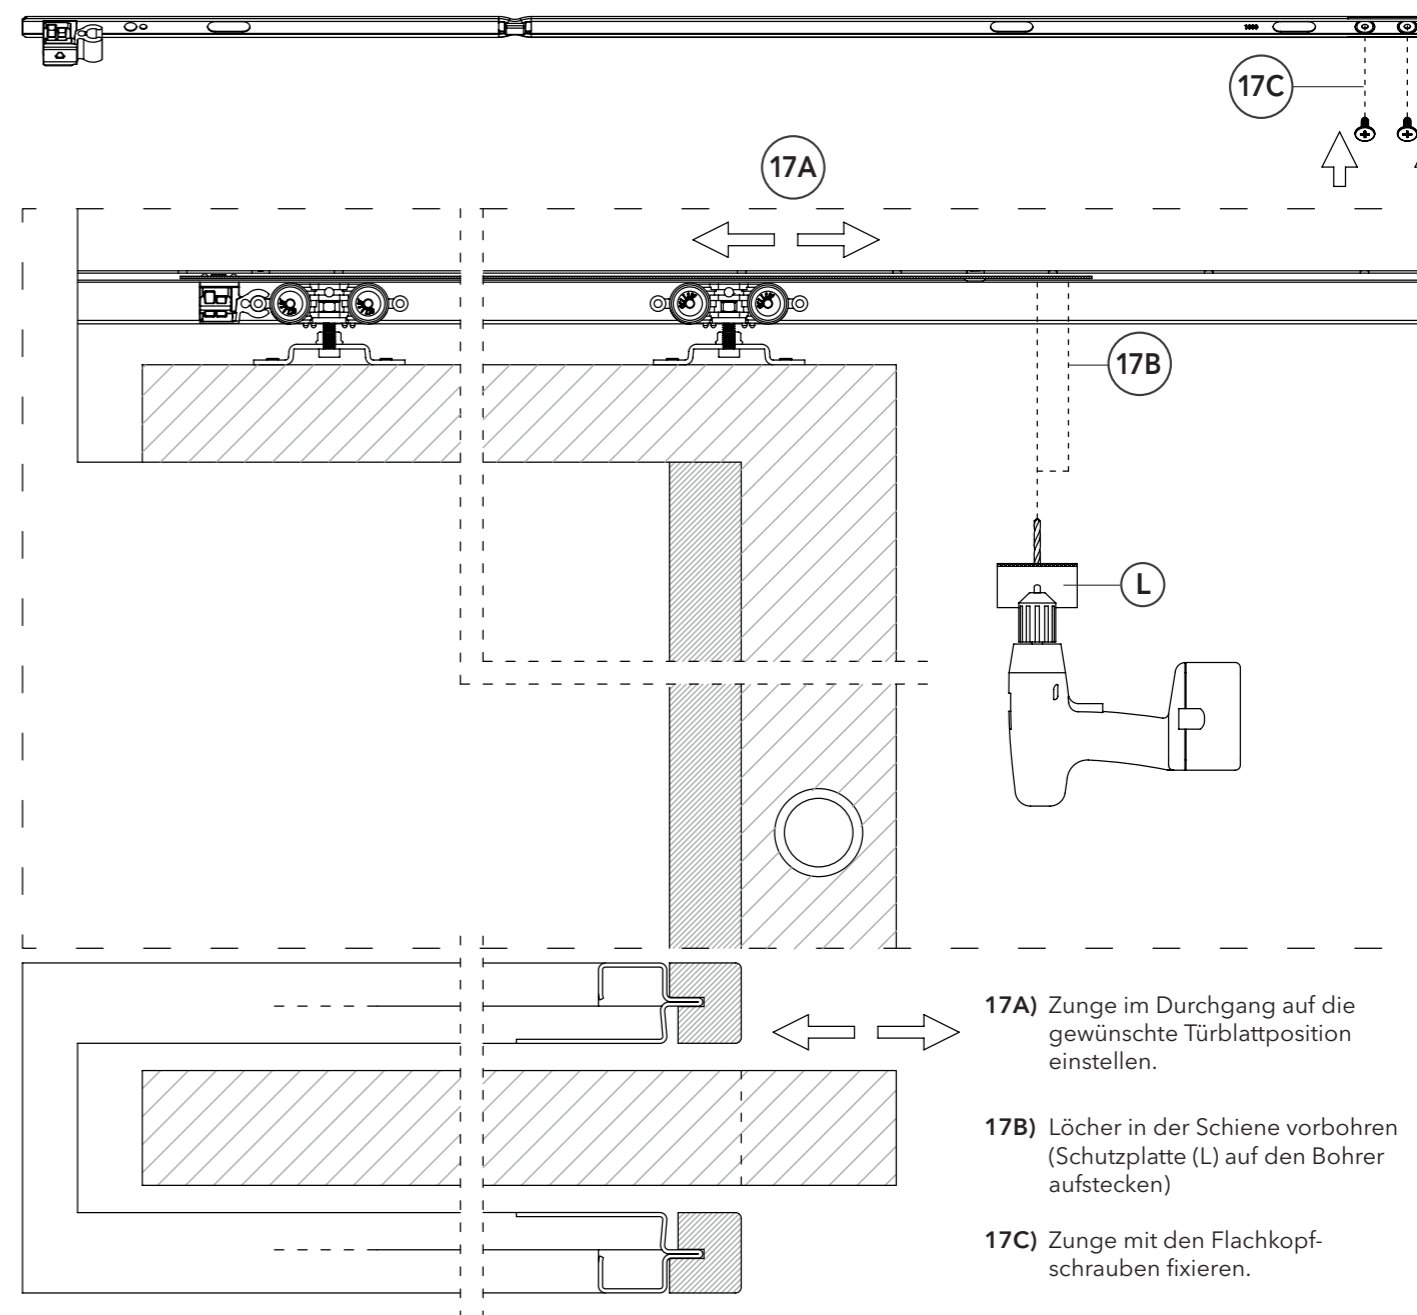 17C
17A
17B
L
17A) Zunge im Durchgang auf die
gewünschte Türblattposition
einstellen.
17B) Löcher in der Schiene vorbohren
(Schutzplatte (L) auf den Bohrer
aufstecken)
17C) Zunge mit den Flachkopf-
schrauben fixieren.